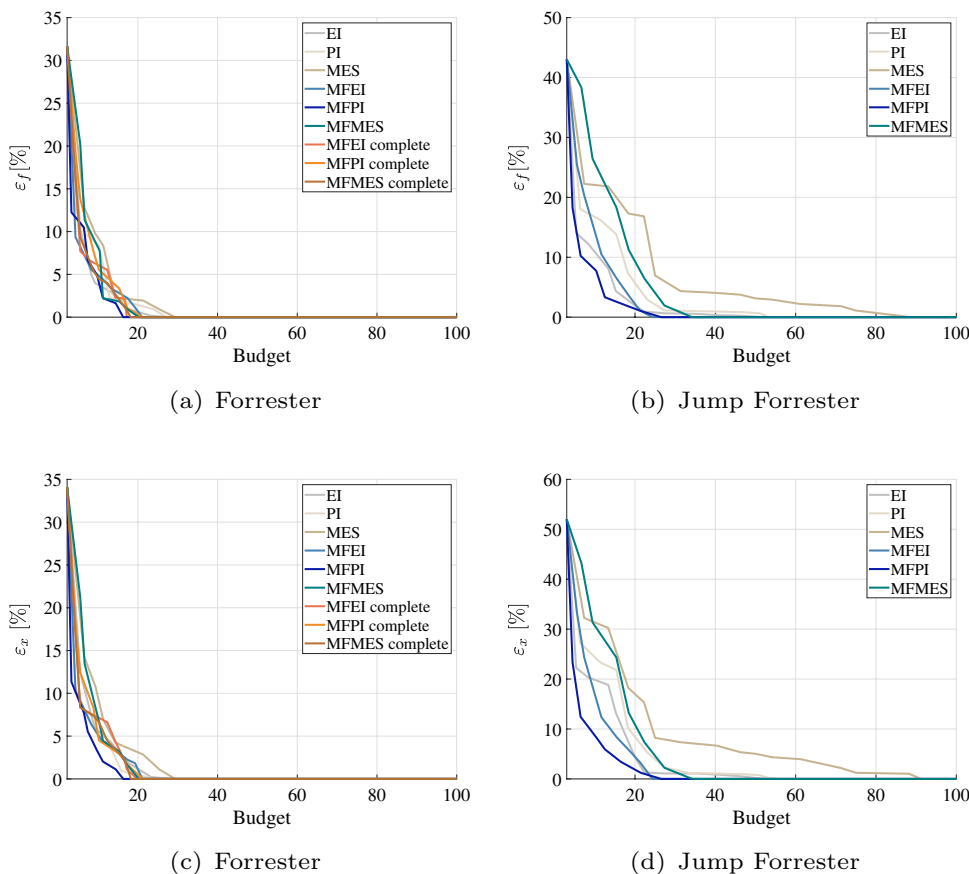 35
30
25
20
15
10
5
0
εf [%]
EI
PI
MES
MFEI
MFPI
MFMES
MFEI complete
MFPI complete
MFMES complete
20
40
60
80
100
Budget
(a) Forrester
50
40
30
20
10
0
εf [%]
EI
PI
MES
MFEI
MFPI
MFMES
20
40
60
80
100
Budget
(b) Jump Forrester
35
30
25
20
15
10
5
0
εx [%]
EI
PI
MES
MFEI
MFPI
MFMES
MFEI complete
MFPI complete
MFMES complete
20
40
60
80
100
Budget
(c) Forrester
60
50
40
30
20
10
0
εx [%]
EI
PI
MES
MFEI
MFPI
MFMES
20
40
60
80
100
Budget
(d) Jump Forrester